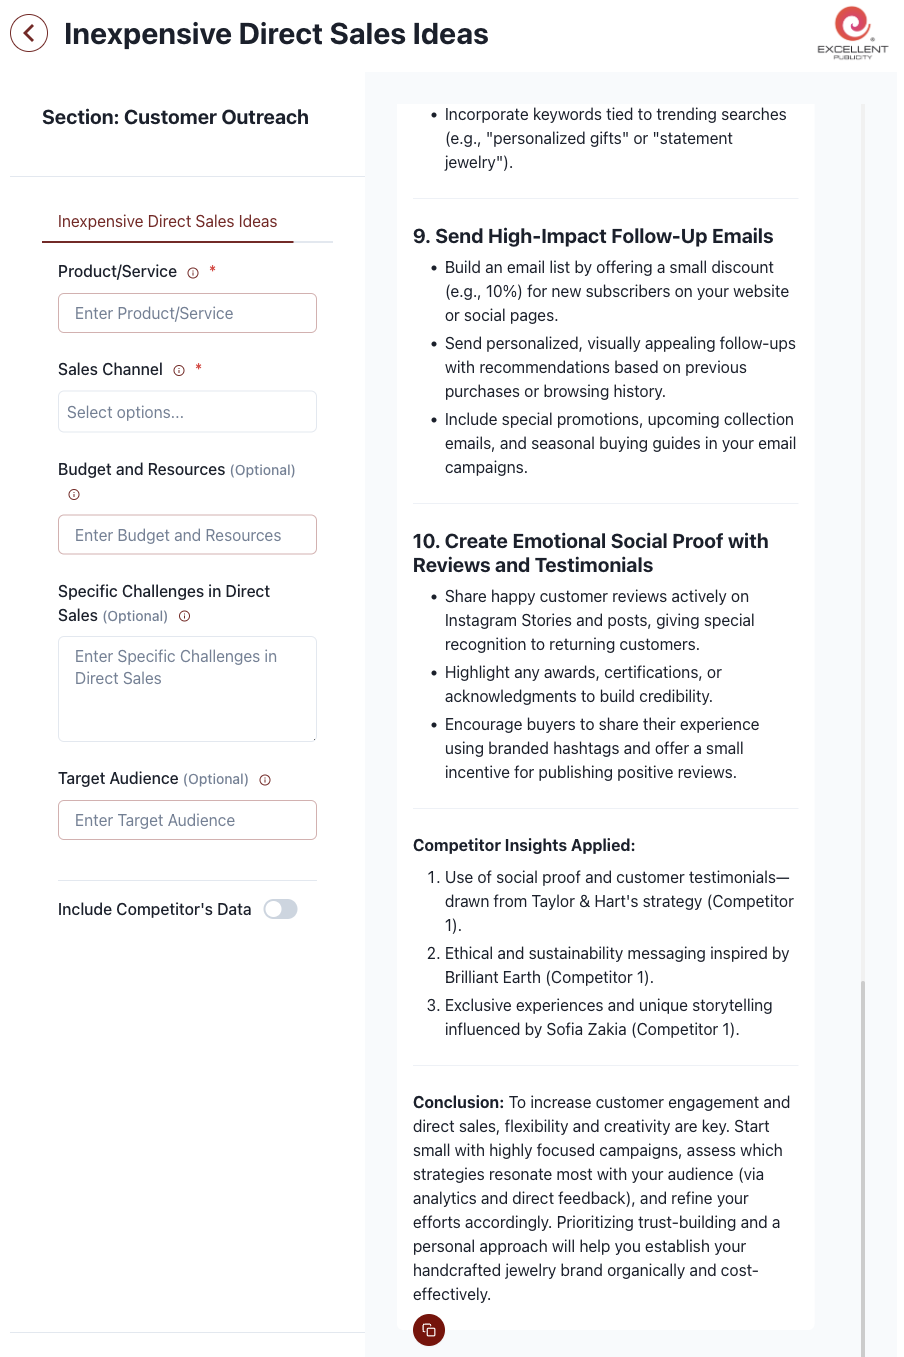 Inexpensive Direct Sales Ideas
EXCELLENT
PUBLICITY
Section: Customer Outreach
Inexpensive Direct Sales Ideas
Product/Service *
Enter Product/Service
Sales Channel *
Select options...
Budget and Resources (Optional)
Enter Budget and Resources
Specific Challenges in Direct
Sales (Optional)
Enter Specific Challenges in
Direct Sales
Target Audience (Optional)
Enter Target Audience
Include Competitor's Data
• Incorporate keywords tied to trending searches
(e.g., "personalized gifts" or "statement
jewelry").
9. Send High-Impact Follow-Up Emails
• Build an email list by offering a small discount
(e.g., 10%) for new subscribers on your website
or social pages.
• Send personalized, visually appealing follow-ups
with recommendations based on previous
purchases or browsing history.
• Include special promotions, upcoming collection
emails, and seasonal buying guides in your email
campaigns.
10. Create Emotional Social Proof with
Reviews and Testimonials
• Share happy customer reviews actively on
Instagram Stories and posts, giving special
recognition to returning customers.
• Highlight any awards, certifications, or
acknowledgments to build credibility.
• Encourage buyers to share their experience
using branded hashtags and offer a small
incentive for publishing positive reviews.
Competitor Insights Applied:
1. Use of social proof and customer testimonials—
drawn from Taylor & Hart's strategy (Competitor
1).
2. Ethical and sustainability messaging inspired by
Brilliant Earth (Competitor 1).
3. Exclusive experiences and unique storytelling
influenced by Sofia Zakia (Competitor 1).
Conclusion: To increase customer engagement and
direct sales, flexibility and creativity are key. Start
small with highly focused campaigns, assess which
strategies resonate most with your audience (via
analytics and direct feedback), and refine your
efforts accordingly. Prioritizing trust-building and a
personal approach will help you establish your
handcrafted jewelry brand organically and cost-
effectively.